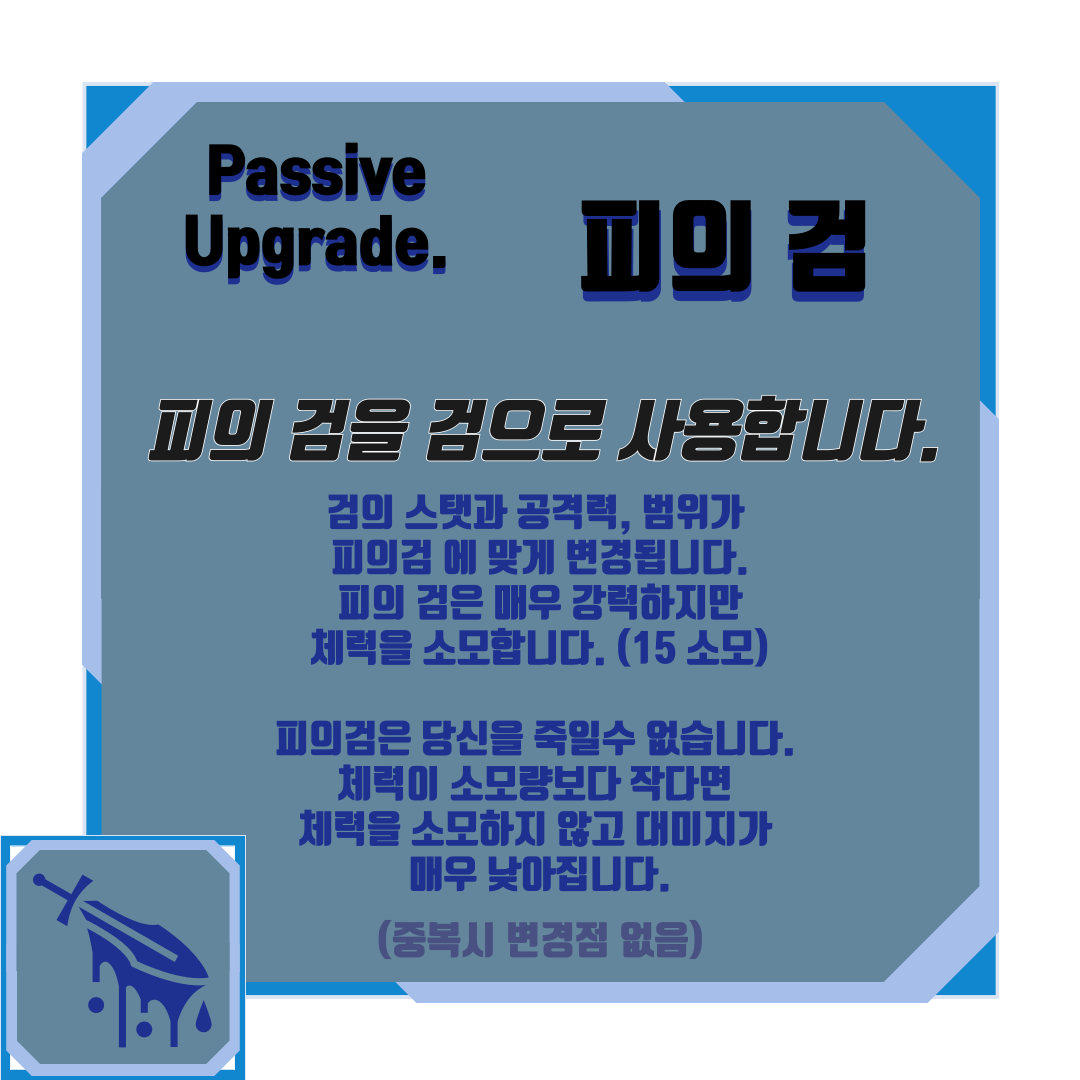 Passive
Upgrade.
피의 검
피의 검을 검으로 사용합니다.
검의 스탯과 공격력, 범위가
피의검 에 맞게 변경됩니다.
피의 검은 매우 강력하지만
체력을 소모합니다. (15 소모)
피의검은 당신을 죽일수 없습니다.
체력이 소모량보다 작다면
체력을 소모하지 않고 대미지가
매우 낮아집니다.
(중복시 변경점 없음)